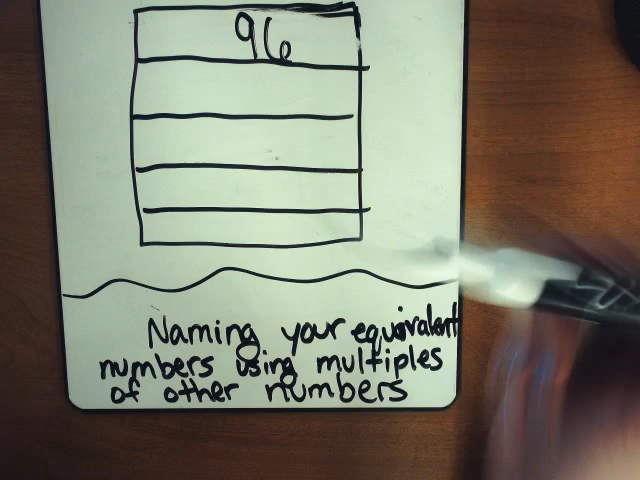 96
Naming your equivalent
numbers using multiples
of other numbers